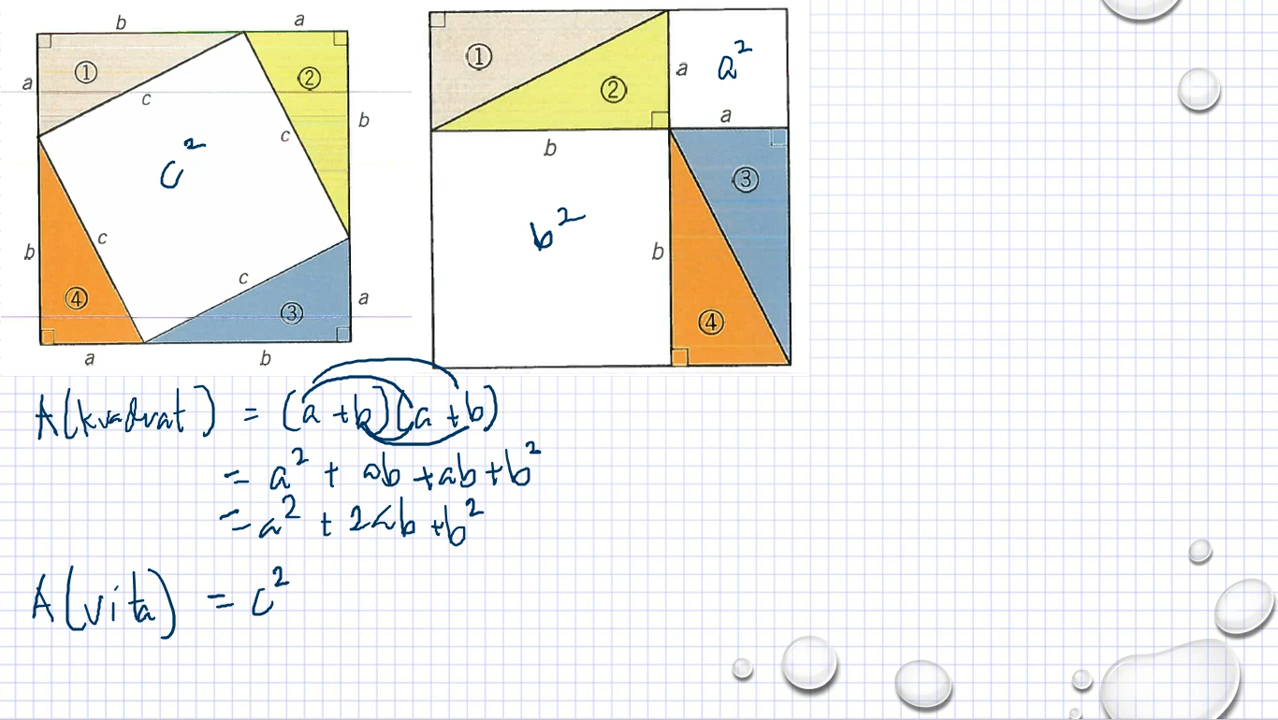 b a
a ① ② c
c² c b
b c
④ c ③ a
a b
① a a²
② a
b
b² b ③
④
A(kvadrat) = (a+b)(a+b)
= a² + ab + ab + b²
= a² + 2ab + b²
A(vita) = c²